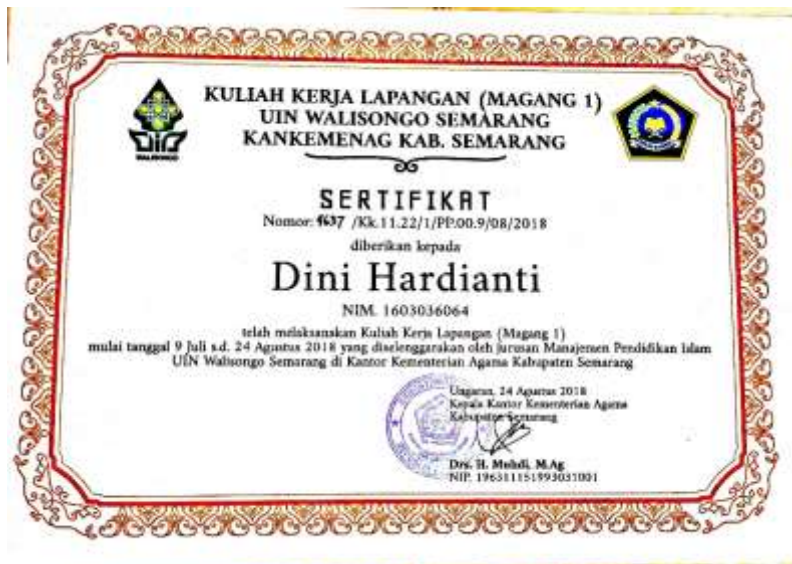 KULIAH KERJA LAPANGAN (MAGANG 1)
UIN WALISONGO SEMARANG
KANKEMENAG KAB. SEMARANG
UIN
WALISONGO
SERTIFIKAT
Nomor: 4637 /Kk.11.22/1/PP.00.9/08/2018
diberikan kepada
Dini Hardianti
NIM. 1603036064
telah melaksanakan Kuliah Kerja Lapangan (Magang 1)
mulai tanggal 9 Juli s.d. 24 Agustus 2018 yang diselenggarakan oleh jurusan Manajemen Pendidikan Islam
UIN Walisongo Semarang di Kantor Kementerian Agama Kabupaten Semarang
Ungaran, 24 Agustus 2018
Kepala Kantor Kementerian Agama
Kabupaten Semarang
Drs. H. Muhdi, M.Ag
NIP. 196311151993031001